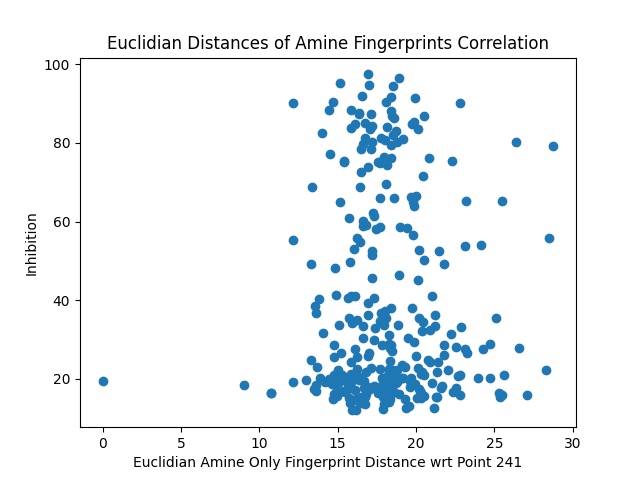 Euclidian Distances of Amine Fingerprints Correlation
100
80
60
40
20
Inhibition
0 5 10 15 20 25 30
Euclidian Amine Only Fingerprint Distance wrt Point 241